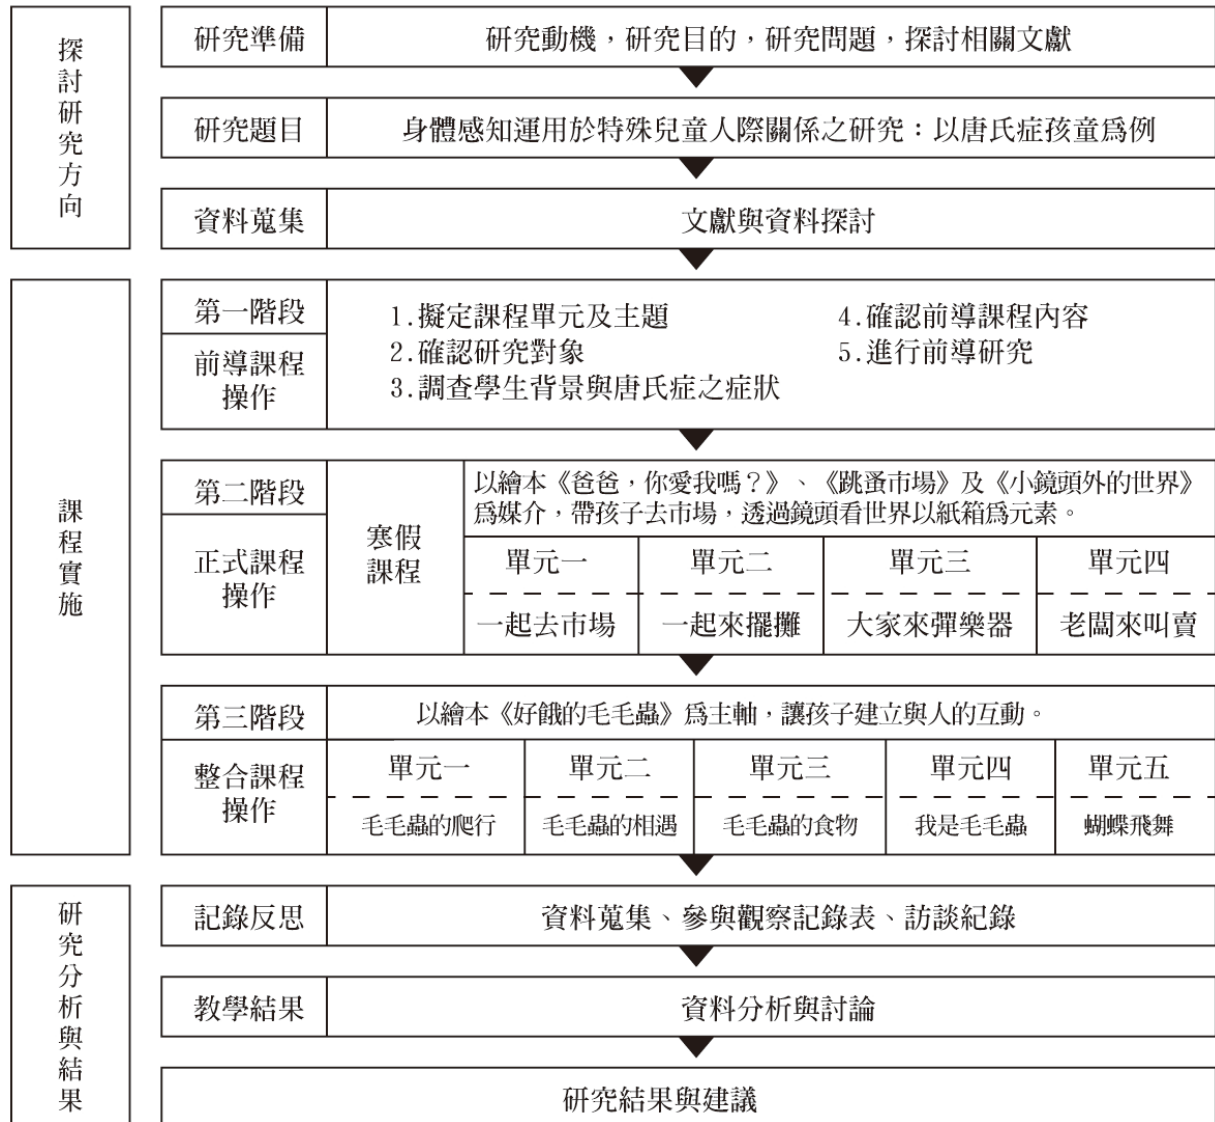 探討研究方向
研究準備
研究動機，研究目的，研究問題，探討相關文獻
研究題目
身體感知運用於特殊兒童人際關係之研究：以唐氏症孩童爲例
資料蒐集
文獻與資料探討
課程實施
第一階段
前導課程
操作
1.擬定課程單元及主題
2.確認研究對象
3.調查學生背景與唐氏症之症狀
4.確認前導課程內容
5.進行前導研究
第二階段
正式課程
操作
寒假
課程
以繪本《爸爸，你愛我嗎？》、《跳蚤市場》及《小鏡頭外的世界》
爲媒介，帶孩子去市場，透過鏡頭看世界以紙箱爲元素。
單元一
一起去市場
單元二
一起來擺攤
單元三
大家來彈樂器
單元四
老闆來叫賣
第三階段
整合課程
操作
以繪本《好餓的毛毛蟲》爲主軸，讓孩子建立與人的互動。
單元一
毛毛蟲的爬行
單元二
毛毛蟲的相遇
單元三
毛毛蟲的食物
單元四
我是毛毛蟲
單元五
蝴蝶飛舞
研究分析與結果
記錄反思
資料蒐集、參與觀察記錄表、訪談紀錄
教學結果
資料分析與討論
研究結果與建議